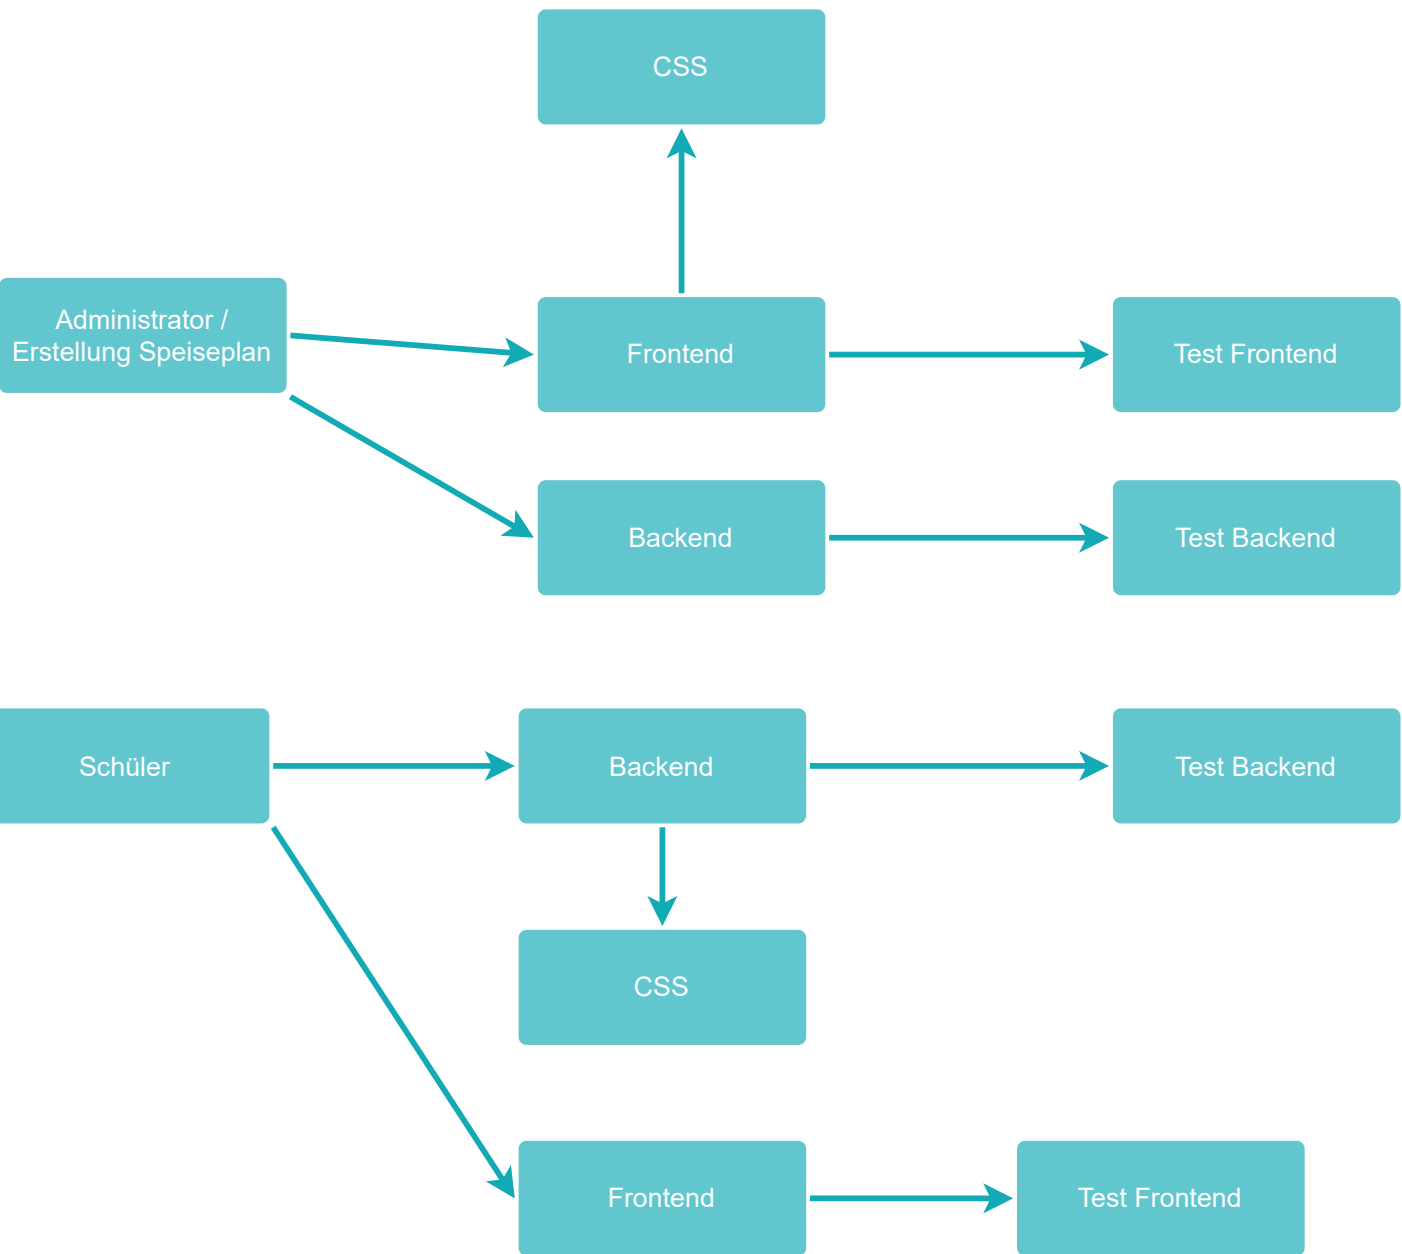 CSS
Administrator /
Erstellung Speiseplan
Frontend
Test Frontend
Backend
Test Backend
Schüler
Backend
Test Backend
CSS
Frontend
Test Frontend